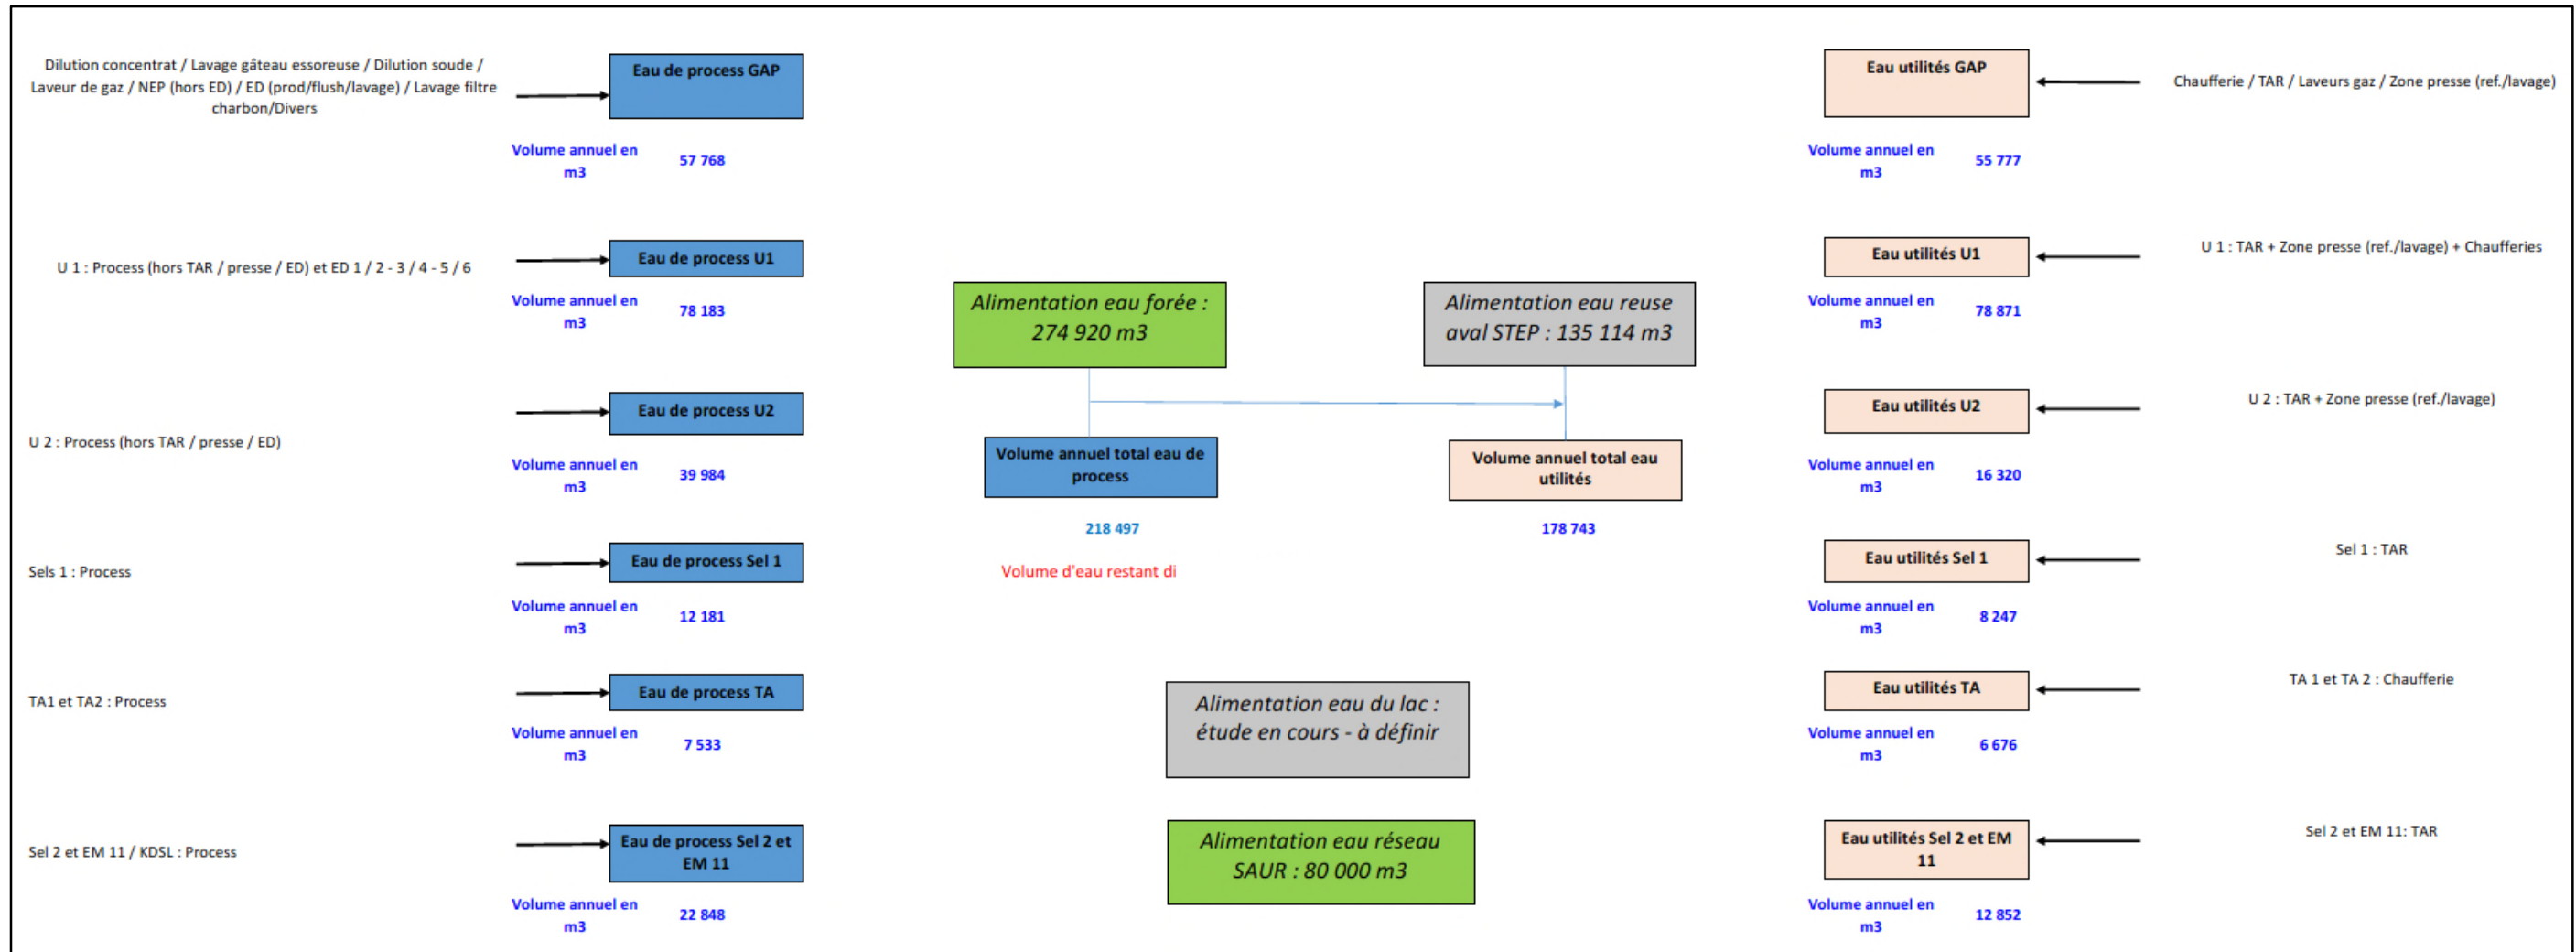 Dilution concentrat / Lavage gâteau essoreuse / Dilution soude /
Laveur de gaz / NEP (hors ED) / ED (prod/flush/lavage) / Lavage filtre
charbon/Divers
Eau de process GAP
Volume annuel en
m3
57 768
U 1 : Process (hors TAR / presse / ED) et ED 1 / 2 - 3 / 4 - 5 / 6
Eau de process U1
Volume annuel en
m3
78 183
U 2 : Process (hors TAR / presse / ED)
Eau de process U2
Volume annuel en
m3
39 984
Sels 1 : Process
Eau de process Sel 1
Volume annuel en
m3
12 181
TA1 et TA2 : Process
Eau de process TA
Volume annuel en
m3
7 533
Sel 2 et EM 11 / KDSL : Process
Eau de process Sel 2 et
EM 11
Volume annuel en
m3
22 848
Alimentation eau forée :
274 920 m3
Alimentation eau reuse
aval STEP : 135 114 m3
Volume annuel total eau de
process
218 497
Volume d'eau restant di
Volume annuel total eau
utilités
178 743
Alimentation eau du lac :
étude en cours - à définir
Alimentation eau réseau
SAUR : 80 000 m3
Eau utilités GAP
Chaufferie / TAR / Laveurs gaz / Zone presse (ref./lavage)
Volume annuel en
m3
55 777
Eau utilités U1
U 1 : TAR + Zone presse (ref./lavage) + Chaufferies
Volume annuel en
m3
78 871
Eau utilités U2
U 2 : TAR + Zone presse (ref./lavage)
Volume annuel en
m3
16 320
Eau utilités Sel 1
Sel 1 : TAR
Volume annuel en
m3
8 247
Eau utilités TA
TA 1 et TA 2 : Chaufferie
Volume annuel en
m3
6 676
Eau utilités Sel 2 et EM
11
Sel 2 et EM 11: TAR
Volume annuel en
m3
12 852